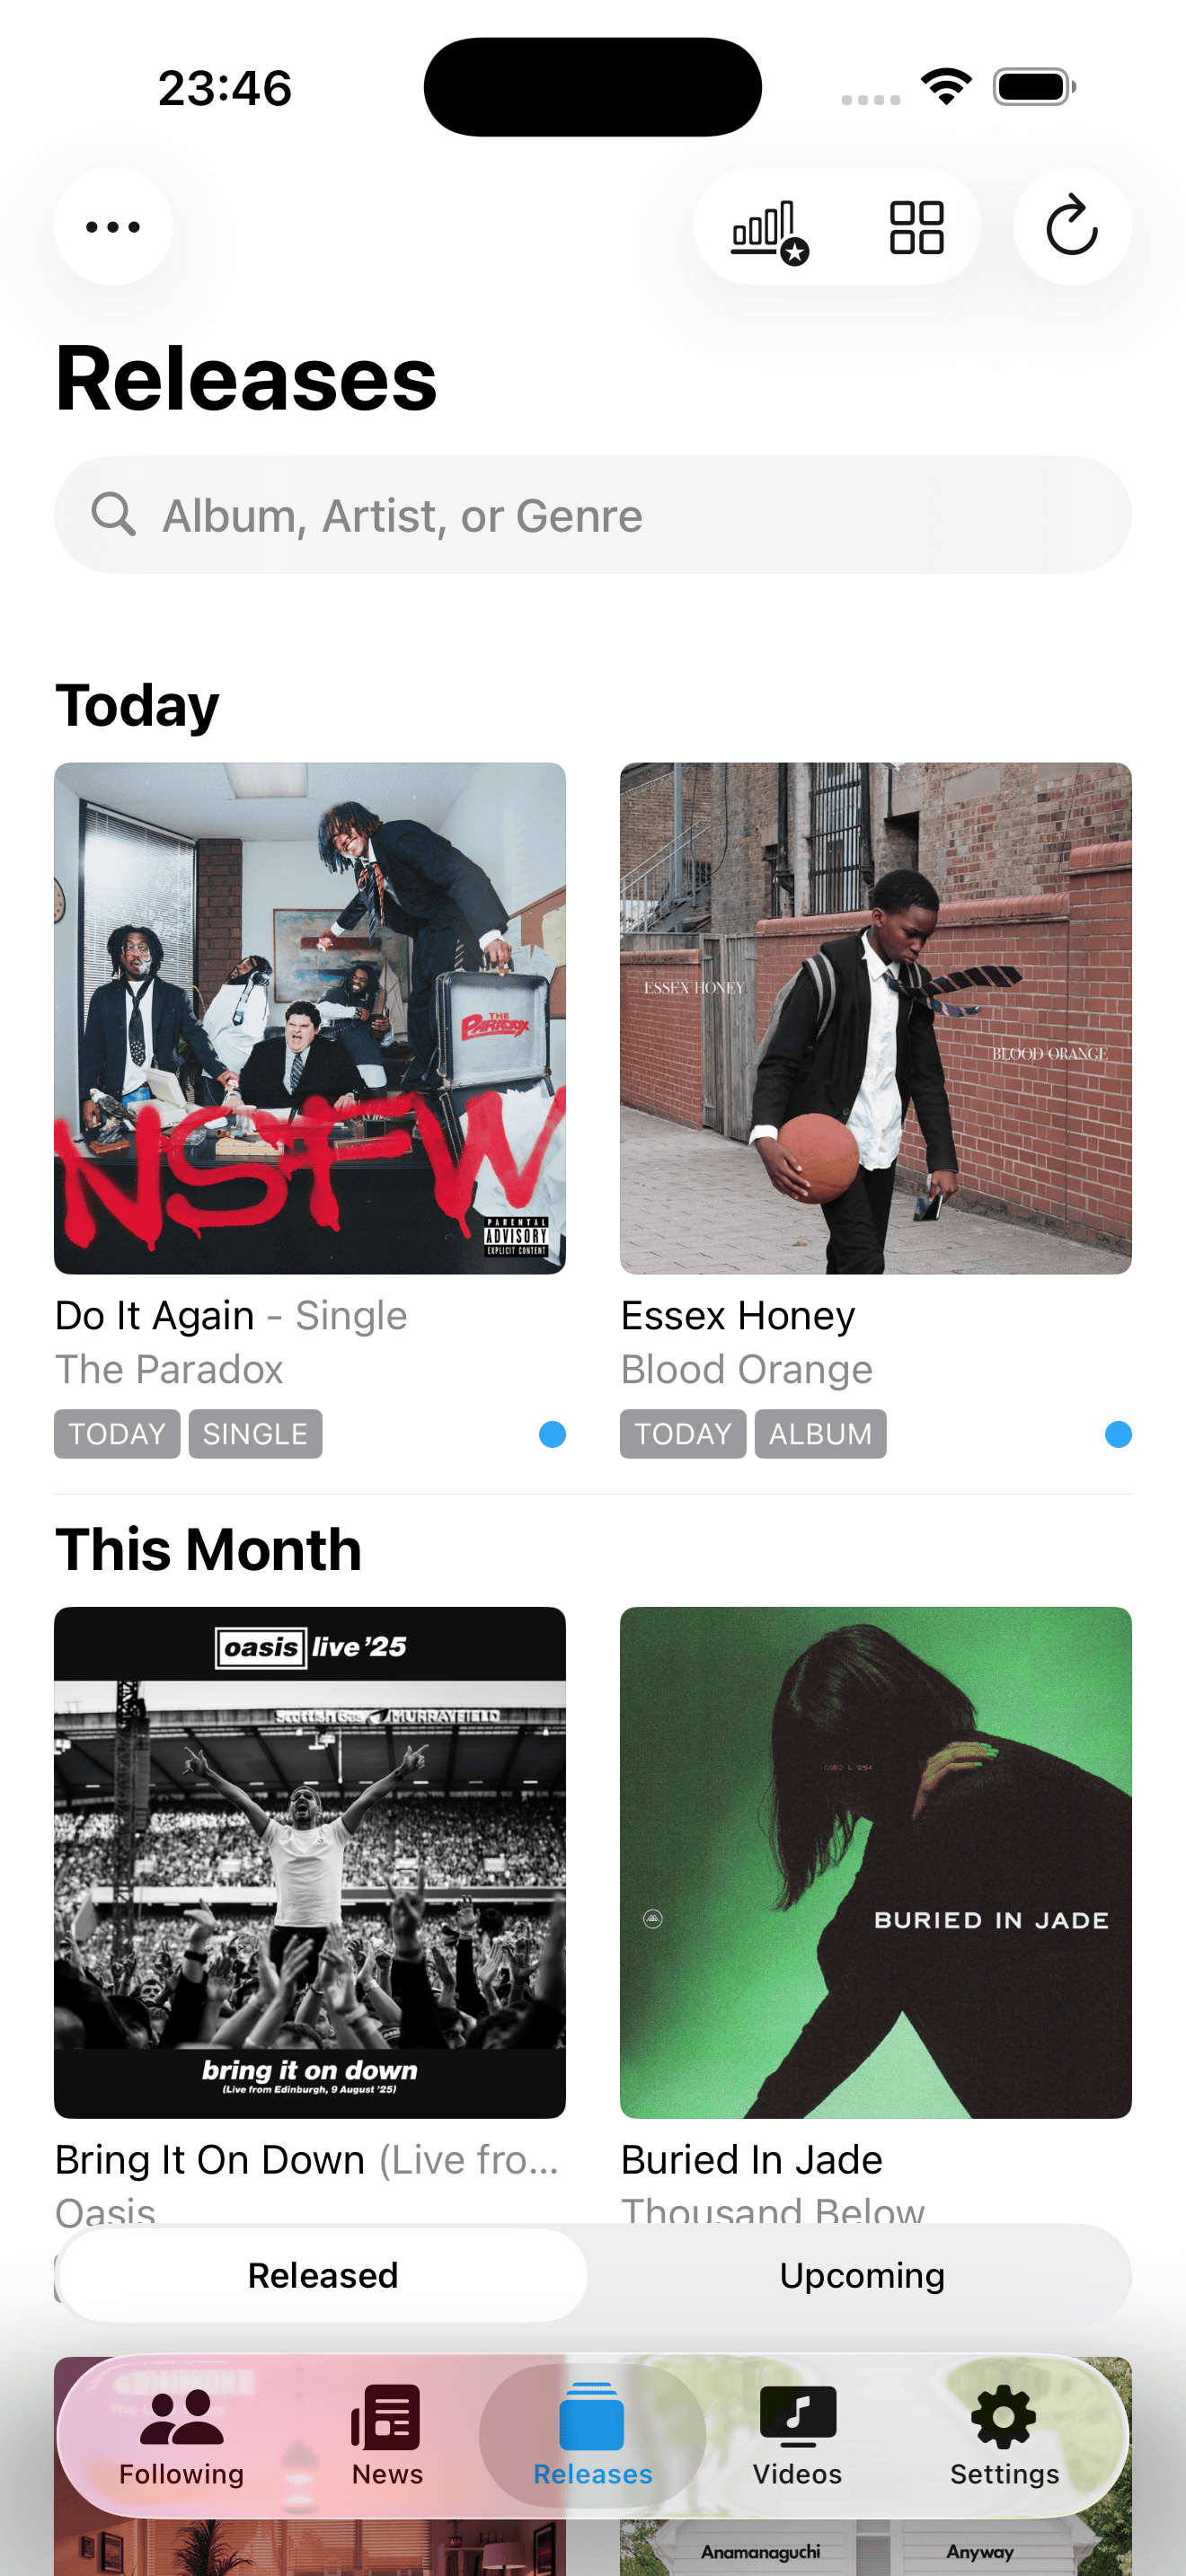 23:46
Releases
Album, Artist, or Genre
Today
THE
PARADOX
NSFW
PARENTAL
ADVISORY
EXPLICIT CONTENT
ESSEX HONEY
BLOOD ORANGE
Do It Again - Single
The Paradox
TODAY SINGLE
Essex Honey
Blood Orange
TODAY ALBUM
This Month
oasis live '25
MURRAYFIELD
bring it on down
(Live from Edinburgh, 9 August '25)
BURIED IN JADE
Bring It On Down (Live fro...
Oasis
Buried In Jade
Thousand Below
Released
Upcoming
Following
News
Releases
Videos
Settings
Anamanaguchi
Anyway